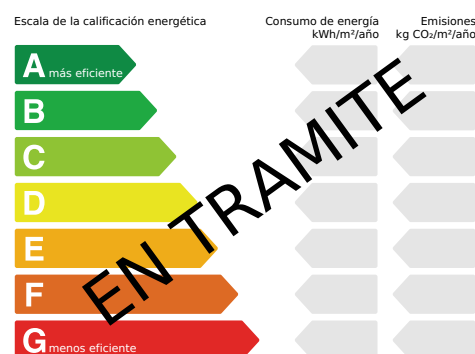 Escala de la calificación energética
Consumo de energía
kWh/m²/año
Emisiones
kg CO₂/m²/año
A más eficiente
B
C
D
E
F
G menos eficiente
EN TRAMITE